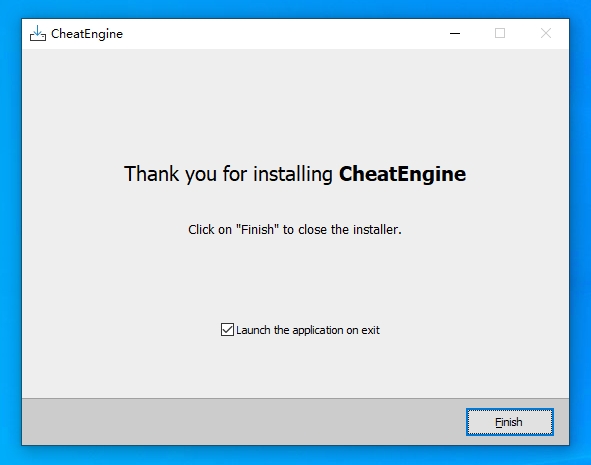 CheatEngine
Thank you for installing CheatEngine
Click on "Finish" to close the installer.
Launch the application on exit
Finish